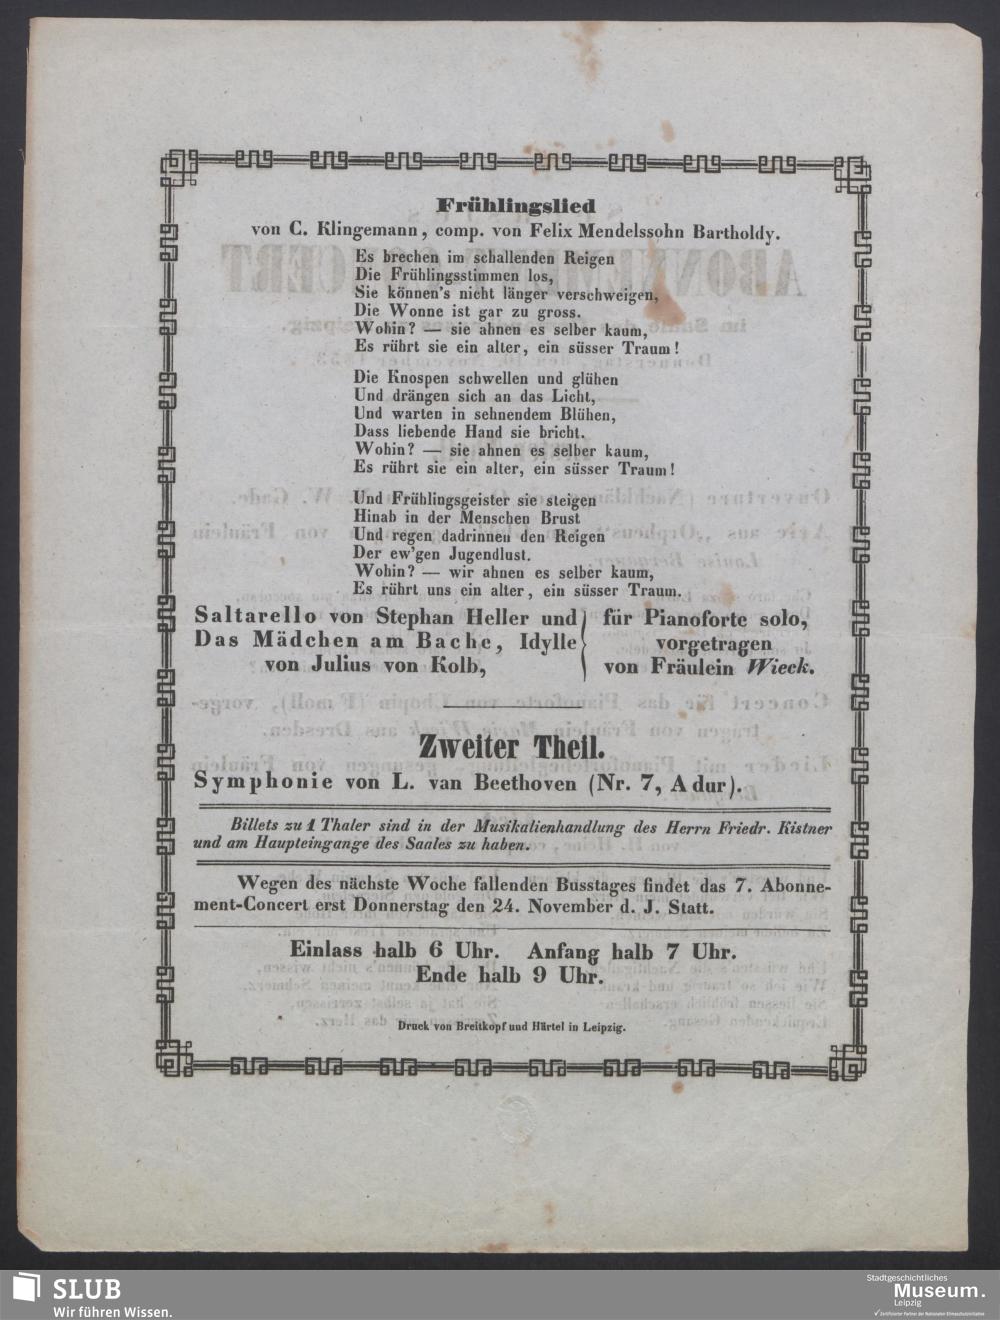 Frühlingslied
von C. Klingemann, comp. von Felix Mendelssohn Bartholdy.
Es brechen im schallenden Reigen
Die Frühlingsstimmen los,
Sie können's nicht länger verschweigen,
Die Wonne ist gar zu gross.
Wohin? — sie ahnen es selber kaum,
Es rührt sie ein alter, ein süsser Traum!
Die Knospen schwellen und glühen
Und drängen sich an das Licht,
Und warten in sehnendem Blühen,
Dass liebende Hand sie bricht.
Wohin? — sie ahnen es selber kaum,
Es rührt sie ein alter, ein süsser Traum!
Und Frühlingsgeister sie steigen
Hinab in der Menschen Brust
Und regen dadrinnen den Reigen
Der ew'gen Jugendlust.
Wohin? — wir ahnen es selber kaum,
Es rührt uns ein alter, ein süsser Traum.
Saltarello von Stephan Heller und
Das Mädchen am Bache, Idylle
von Julius von Kolb,
für Pianoforte solo,
vorgetragen
von Fräulein Wieck.
Zweiter Theil.
Symphonie von L. van Beethoven (Nr. 7, A dur).
Billets zu 1 Thaler sind in der Musikalienhandlung des Herrn Friedr. Kistner
und am Haupteingange des Saales zu haben.
Wegen des nächste Woche fallenden Busstages findet das 7. Abonne-
ment-Concert erst Donnerstag den 24. November d. J. Statt.
Einlass halb 6 Uhr. Anfang halb 7 Uhr.
Ende halb 9 Uhr.
Druck von Breitkopf und Härtel in Leipzig.
SLUB
Wir führen Wissen.
Stadtgeschichtliches
Museum.
Leipzig
✓ Zertifizierter Partner der Nationalen Klimaschutzinitiative